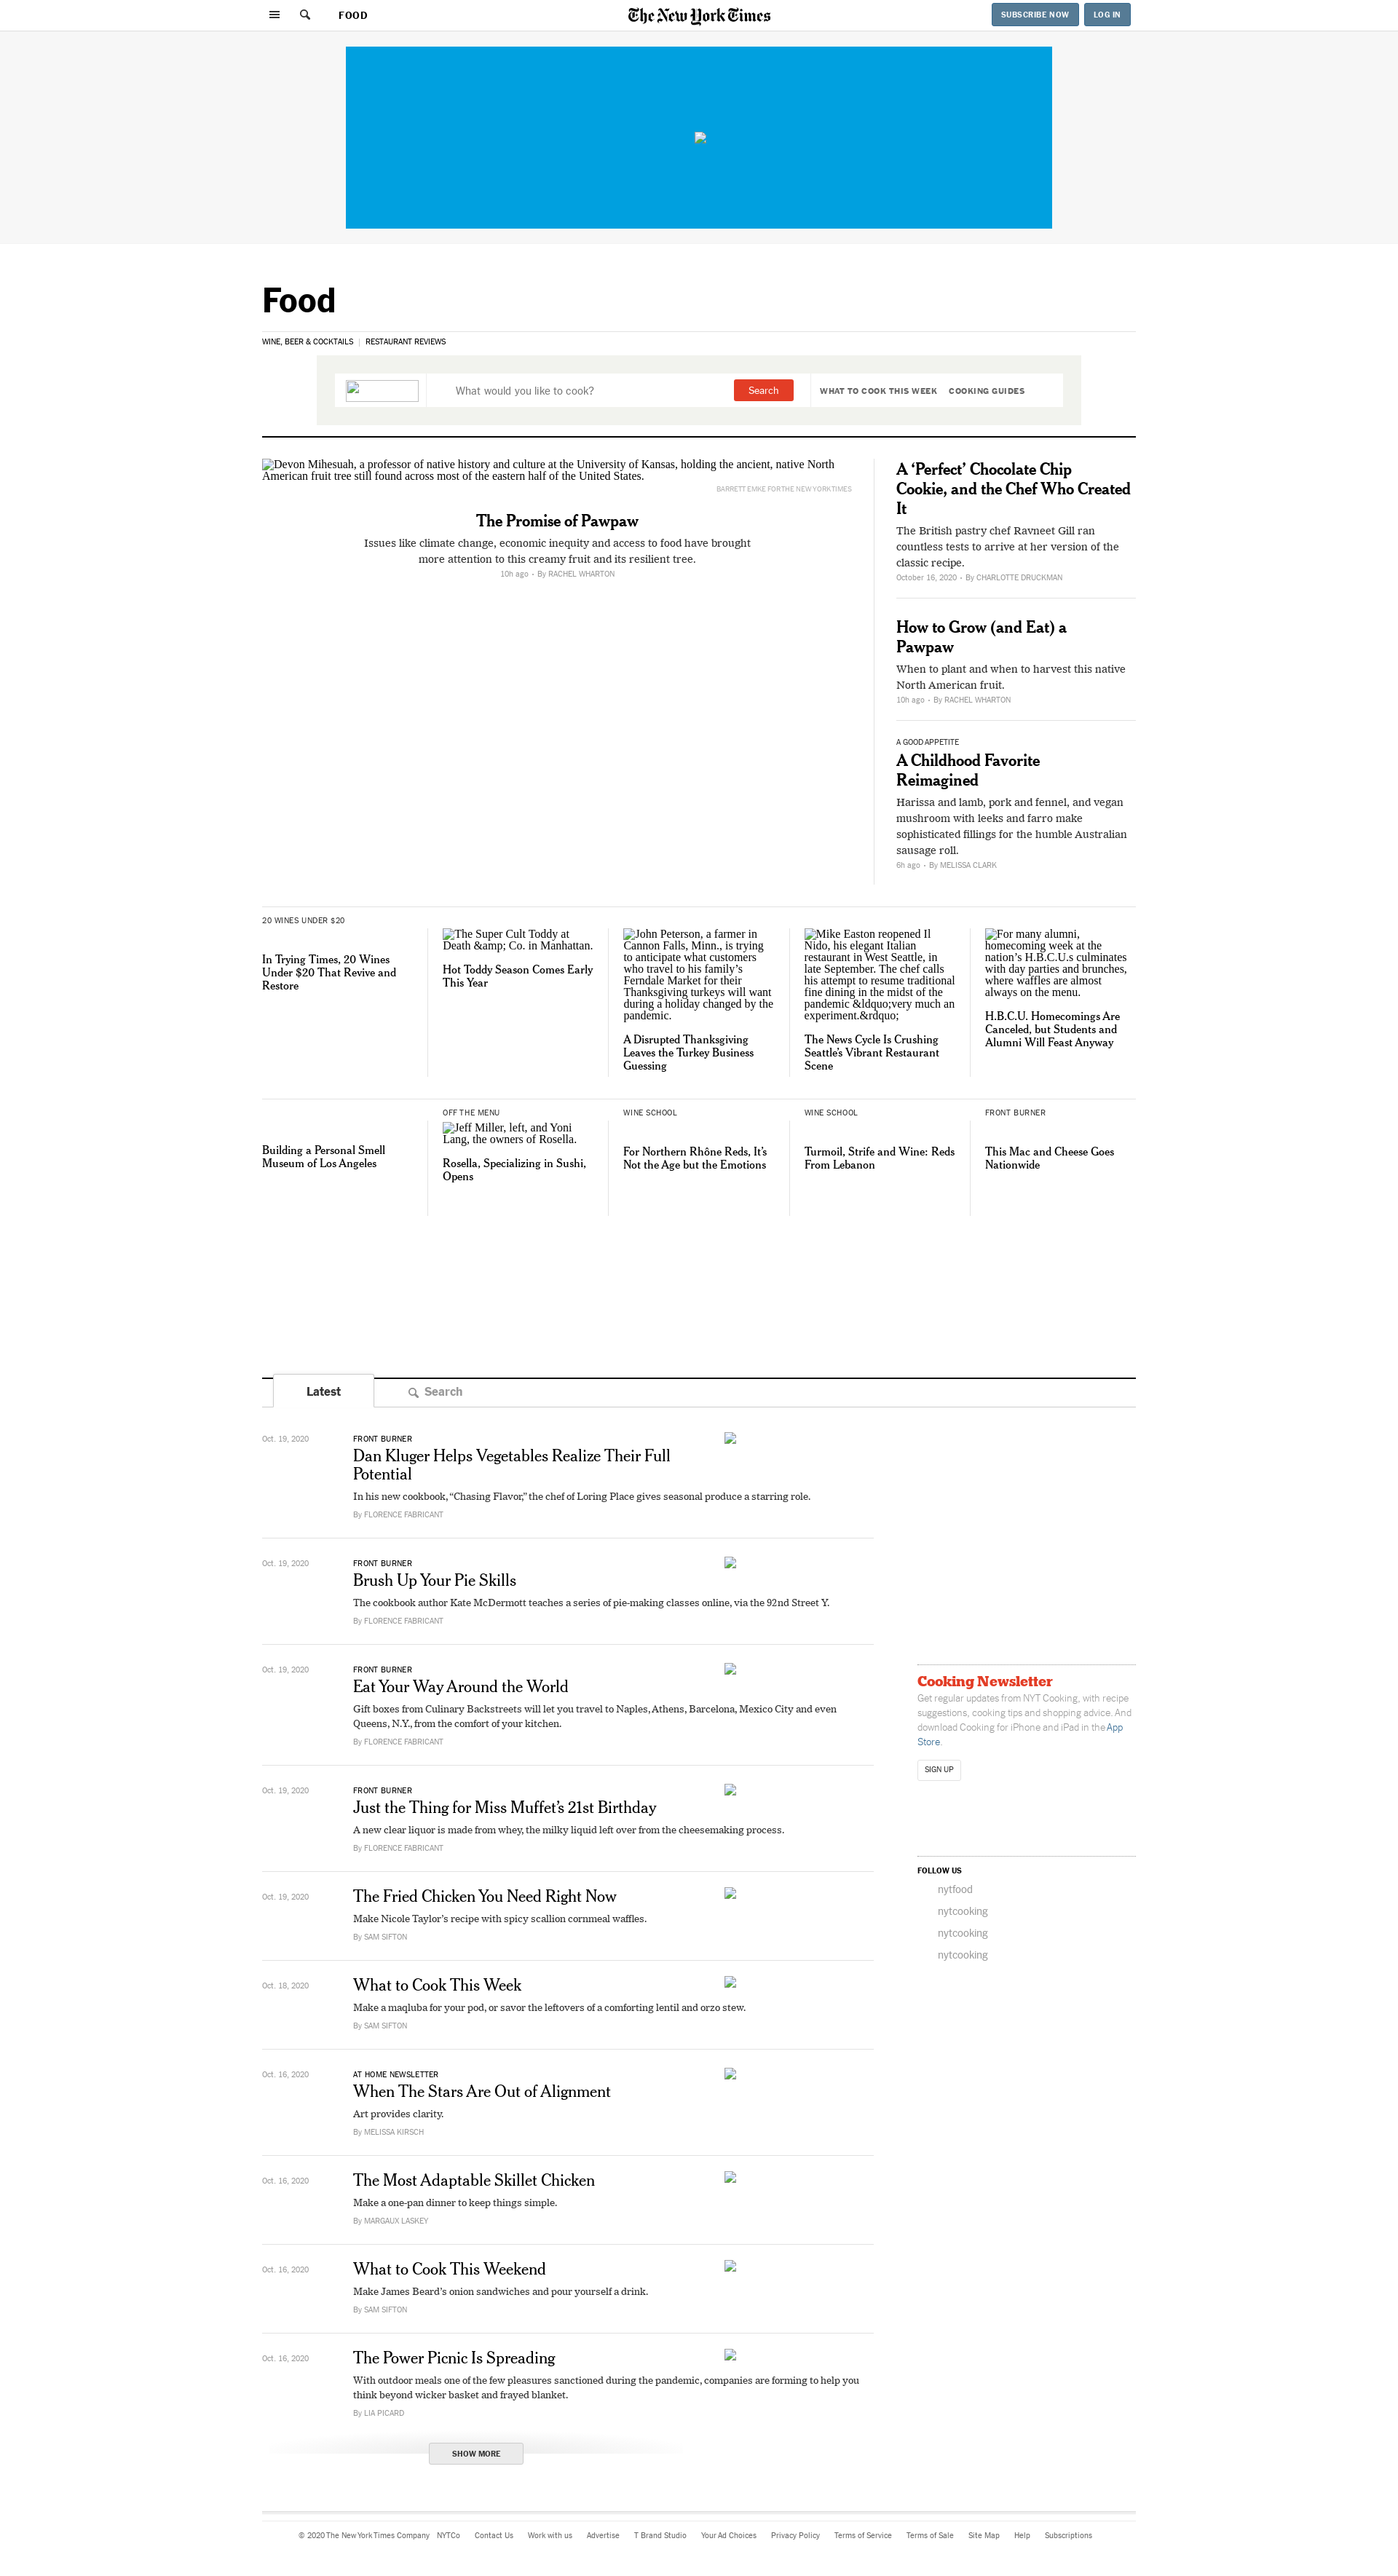 FOOD
The New York Times
SUBSCRIBE NOW
LOG IN
Food
WINE, BEER & COCKTAILS
RESTAURANT REVIEWS
What would you like to cook?
Search
WHAT TO COOK THIS WEEK
COOKING GUIDES
Devon Mihesuah, a professor of native history and culture at the University of Kansas, holding the ancient, native North
American fruit tree still found across most of the eastern half of the United States.
BARRETT EMKE FOR THE NEW YORK TIMES
The Promise of Pawpaw
Issues like climate change, economic inequity and access to food have brought
more attention to this creamy fruit and its resilient tree.
10h ago · By RACHEL WHARTON
A ‘Perfect’ Chocolate Chip
Cookie, and the Chef Who Created
It
The British pastry chef Ravneet Gill ran
countless tests to arrive at her version of the
classic recipe.
October 16, 2020 · By CHARLOTTE DRUCKMAN
How to Grow (and Eat) a
Pawpaw
When to plant and when to harvest this native
North American fruit.
10h ago · By RACHEL WHARTON
A GOOD APPETITE
A Childhood Favorite
Reimagined
Harissa and lamb, pork and fennel, and vegan
mushroom with leeks and farro make
sophisticated fillings for the humble Australian
sausage roll.
6h ago · By MELISSA CLARK
20 WINES UNDER $20
In Trying Times, 20 Wines
Under $20 That Revive and
Restore
The Super Cult Toddy at
Death &amp; Co. in Manhattan.
Hot Toddy Season Comes Early
This Year
John Peterson, a farmer in
Cannon Falls, Minn., is trying
to anticipate what customers
who travel to his family’s
Ferndale Market for their
Thanksgiving turkeys will want
during a holiday changed by the
pandemic.
A Disrupted Thanksgiving
Leaves the Turkey Business
Guessing
Mike Easton reopened Il
Nido, his elegant Italian
restaurant in West Seattle, in
late September. The chef calls
his attempt to resume traditional
fine dining in the midst of the
pandemic &ldquo;very much an
experiment.&rdquo;
The News Cycle Is Crushing
Seattle’s Vibrant Restaurant
Scene
For many alumni,
homecoming week at the
nation’s H.B.C.U.s culminates
with day parties and brunches,
where waffles are almost
always on the menu.
H.B.C.U. Homecomings Are
Canceled, but Students and
Alumni Will Feast Anyway
Building a Personal Smell
Museum of Los Angeles
OFF THE MENU
Jeff Miller, left, and Yoni
Lang, the owners of Rosella.
Rosella, Specializing in Sushi,
Opens
WINE SCHOOL
For Northern Rhône Reds, It’s
Not the Age but the Emotions
WINE SCHOOL
Turmoil, Strife and Wine: Reds
From Lebanon
FRONT BURNER
This Mac and Cheese Goes
Nationwide
Latest
Search
Oct. 19, 2020
FRONT BURNER
Dan Kluger Helps Vegetables Realize Their Full
Potential
In his new cookbook, “Chasing Flavor,” the chef of Loring Place gives seasonal produce a starring role.
By FLORENCE FABRICANT
Oct. 19, 2020
FRONT BURNER
Brush Up Your Pie Skills
The cookbook author Kate McDermott teaches a series of pie-making classes online, via the 92nd Street Y.
By FLORENCE FABRICANT
Oct. 19, 2020
FRONT BURNER
Eat Your Way Around the World
Gift boxes from Culinary Backstreets will let you travel to Naples, Athens, Barcelona, Mexico City and even
Queens, N.Y., from the comfort of your kitchen.
By FLORENCE FABRICANT
Oct. 19, 2020
FRONT BURNER
Just the Thing for Miss Muffet’s 21st Birthday
A new clear liquor is made from whey, the milky liquid left over from the cheesemaking process.
By FLORENCE FABRICANT
Oct. 19, 2020
The Fried Chicken You Need Right Now
Make Nicole Taylor’s recipe with spicy scallion cornmeal waffles.
By SAM SIFTON
Oct. 18, 2020
What to Cook This Week
Make a maqluba for your pod, or savor the leftovers of a comforting lentil and orzo stew.
By SAM SIFTON
Oct. 16, 2020
AT HOME NEWSLETTER
When The Stars Are Out of Alignment
Art provides clarity.
By MELISSA KIRSCH
Oct. 16, 2020
The Most Adaptable Skillet Chicken
Make a one-pan dinner to keep things simple.
By MARGAUX LASKEY
Oct. 16, 2020
What to Cook This Weekend
Make James Beard’s onion sandwiches and pour yourself a drink.
By SAM SIFTON
Oct. 16, 2020
The Power Picnic Is Spreading
With outdoor meals one of the few pleasures sanctioned during the pandemic, companies are forming to help you
think beyond wicker basket and frayed blanket.
By LIA PICARD
SHOW MORE
Cooking Newsletter
Get regular updates from NYT Cooking, with recipe
suggestions, cooking tips and shopping advice. And
download Cooking for iPhone and iPad in the App
Store.
SIGN UP
FOLLOW US
nytfood
nytcooking
nytcooking
nytcooking
© 2020 The New York Times Company
NYTCo
Contact Us
Work with us
Advertise
T Brand Studio
Your Ad Choices
Privacy Policy
Terms of Service
Terms of Sale
Site Map
Help
Subscriptions